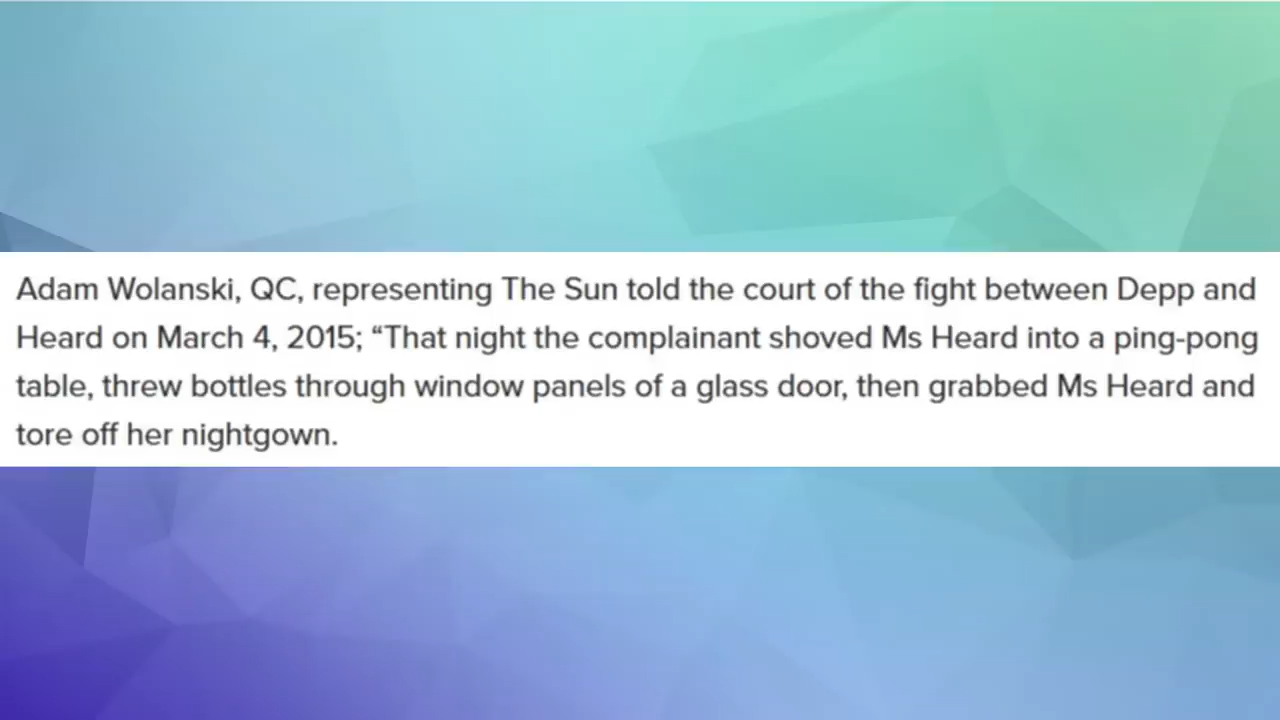 Adam Wolanski, QC, representing The Sun told the court of the fight between Depp and
Heard on March 4, 2015; “That night the complainant shoved Ms Heard into a ping-pong
table, threw bottles through window panels of a glass door, then grabbed Ms Heard and
tore off her nightgown.